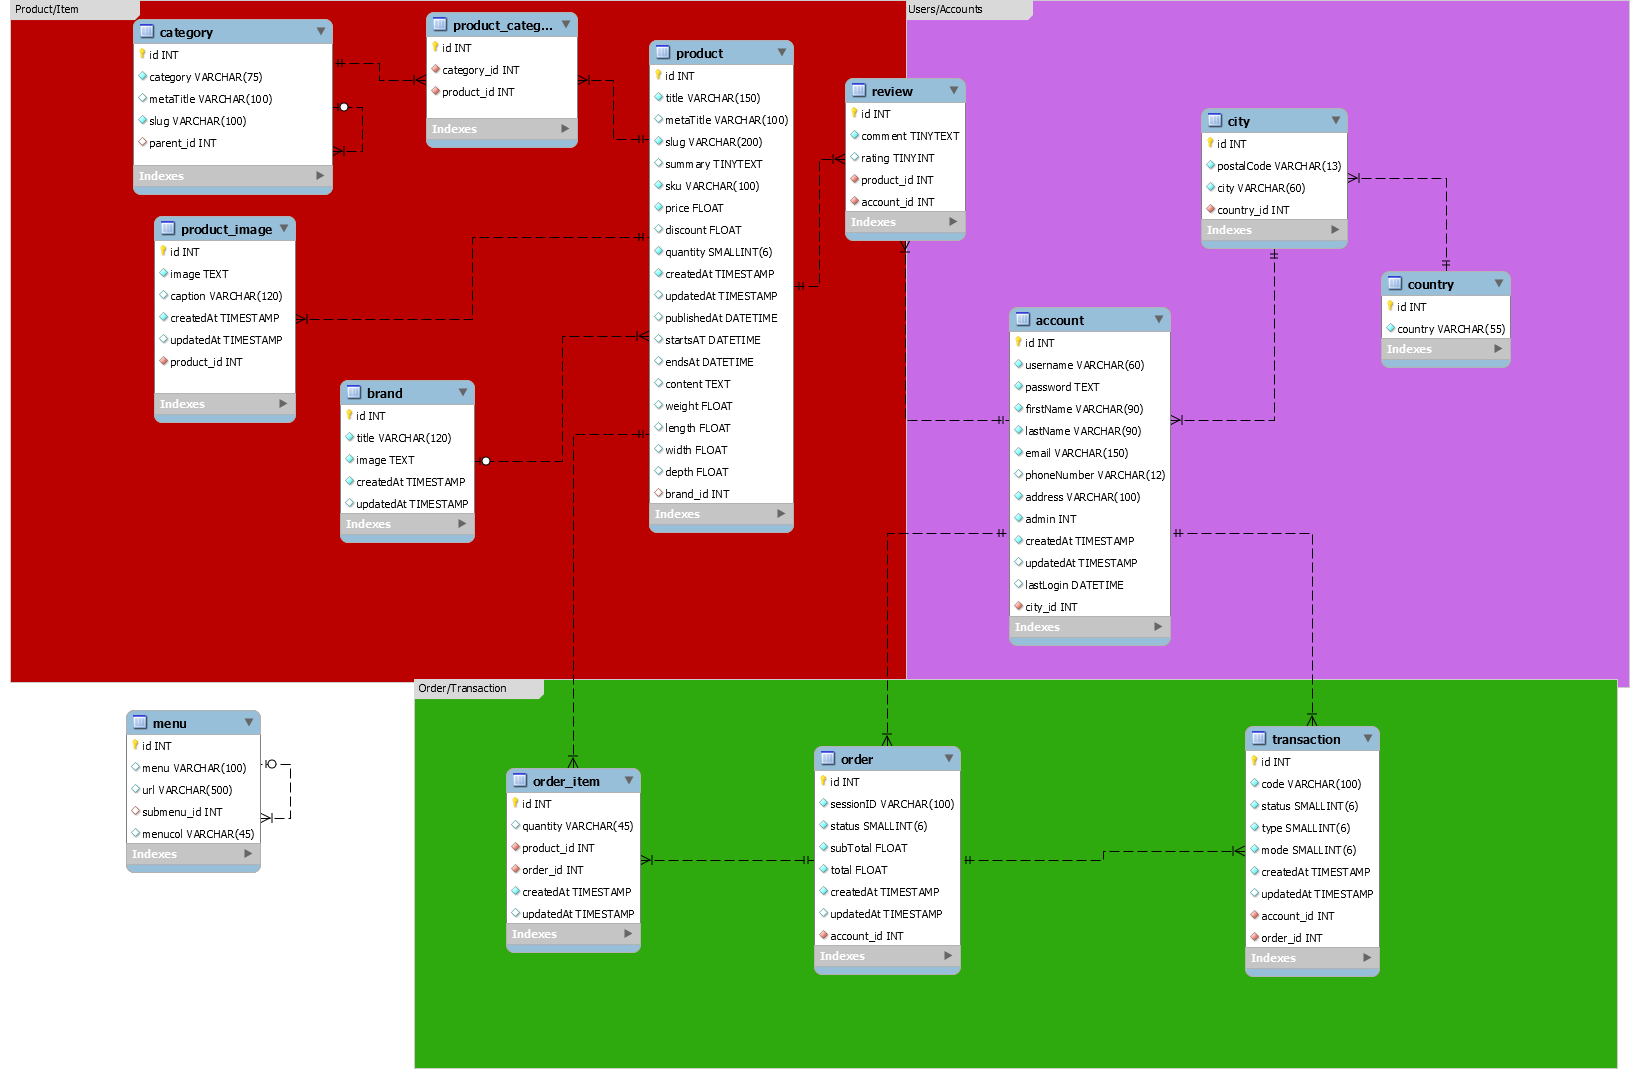 Product/Item
category
id INT
category VARCHAR(75)
metaTitle VARCHAR(100)
slug VARCHAR(100)
parent_id INT
Indexes
product_categ...
id INT
category_id INT
product_id INT
Indexes
product
id INT
title VARCHAR(150)
metaTitle VARCHAR(100)
slug VARCHAR(200)
summary TINYTEXT
sku VARCHAR(100)
price FLOAT
discount FLOAT
quantity SMALLINT(6)
createdAt TIMESTAMP
updatedAt TIMESTAMP
publishedAt DATETIME
startsAT DATETIME
endsAt DATETIME
content TEXT
weight FLOAT
length FLOAT
width FLOAT
depth FLOAT
brand_id INT
Indexes
product_image
id INT
image TEXT
caption VARCHAR(120)
createdAt TIMESTAMP
updatedAt TIMESTAMP
product_id INT
Indexes
brand
id INT
title VARCHAR(120)
image TEXT
createdAt TIMESTAMP
updatedAt TIMESTAMP
Indexes
Users/Accounts
review
id INT
comment TINYTEXT
rating TINYINT
product_id INT
account_id INT
Indexes
city
id INT
postalCode VARCHAR(13)
city VARCHAR(60)
country_id INT
Indexes
country
id INT
country VARCHAR(55)
Indexes
account
id INT
username VARCHAR(60)
password TEXT
firstName VARCHAR(90)
lastName VARCHAR(90)
email VARCHAR(150)
phoneNumber VARCHAR(12)
address VARCHAR(100)
admin INT
createdAt TIMESTAMP
updatedAt TIMESTAMP
lastLogin DATETIME
city_id INT
Indexes
menu
id INT
menu VARCHAR(100)
url VARCHAR(500)
submenu_id INT
menucol VARCHAR(45)
Indexes
Order/Transaction
order_item
id INT
quantity VARCHAR(45)
product_id INT
order_id INT
createdAt TIMESTAMP
updatedAt TIMESTAMP
Indexes
order
id INT
sessionID VARCHAR(100)
status SMALLINT(6)
subTotal FLOAT
total FLOAT
createdAt TIMESTAMP
updatedAt TIMESTAMP
account_id INT
Indexes
transaction
id INT
code VARCHAR(100)
status SMALLINT(6)
type SMALLINT(6)
mode SMALLINT(6)
createdAt TIMESTAMP
updatedAt TIMESTAMP
account_id INT
order_id INT
Indexes